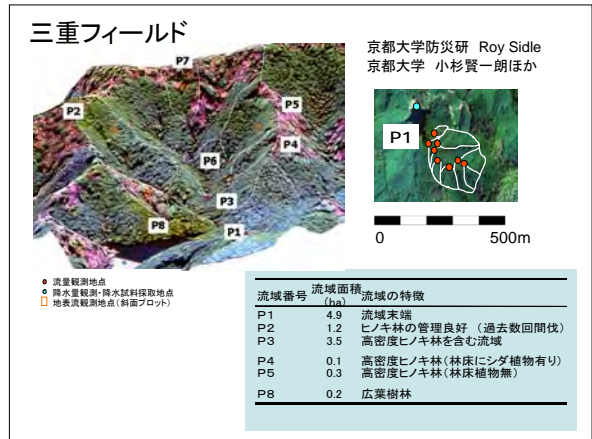 三重フィールド
京都大学防災研 Roy Sidle
京都大学 小杉賢一朗ほか
P7
P2
P5
P4
P6
P3
P8
P1
P1
0 500m
流量観測地点
降水量観測・降水試料採取地点
地表流観測地点(斜面プロット)
流域番号 流域面積(ha) 流域の特徴
P1 4.9 流域末端
P2 1.2 ヒノキ林の管理良好 (過去数回間伐)
P3 3.5 高密度ヒノキ林を含む流域
P4 0.1 高密度ヒノキ林(林床にシダ植物有り)
P5 0.3 高密度ヒノキ林(林床植物無)
P8 0.2 広葉樹林